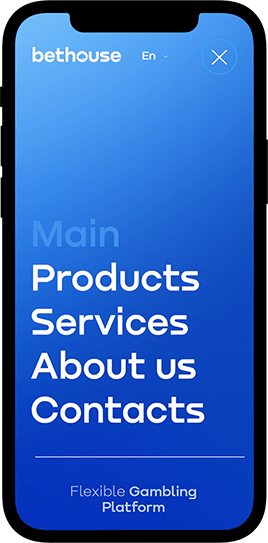 bethouse En
Main
Products
Services
About us
Contacts
Flexible Gambling
Platform